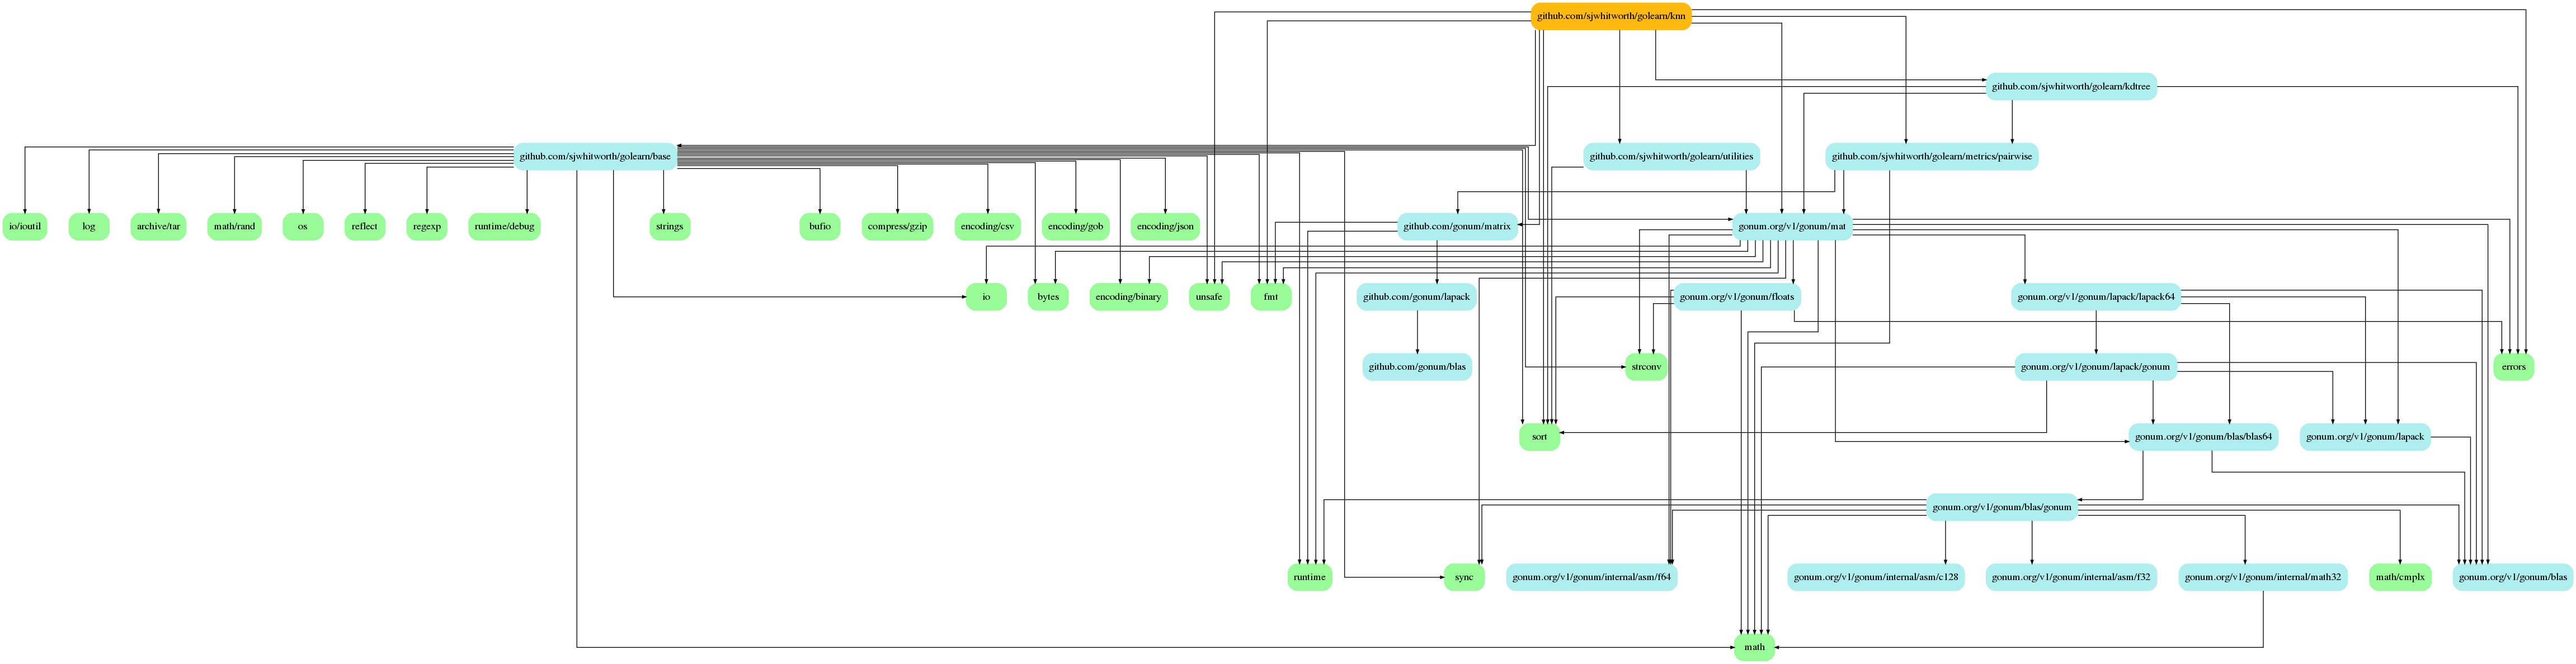 github.com/sjwhitworth/golearn/knn
github.com/sjwhitworth/golearn/kdtree
github.com/sjwhitworth/golearn/base
github.com/sjwhitworth/golearn/utilities
github.com/sjwhitworth/golearn/metrics/pairwise
io/ioutil
log
archive/tar
math/rand
os
reflect
regexp
runtime/debug
strings
bufio
compress/gzip
encoding/csv
encoding/gob
encoding/json
github.com/gonum/matrix
gonum.org/v1/gonum/mat
io
bytes
encoding/binary
unsafe
fmt
github.com/gonum/lapack
gonum.org/v1/gonum/floats
gonum.org/v1/gonum/lapack/lapack64
github.com/gonum/blas
strconv
gonum.org/v1/gonum/lapack/gonum
errors
sort
gonum.org/v1/gonum/blas/blas64
gonum.org/v1/gonum/lapack
gonum.org/v1/gonum/blas/gonum
runtime
sync
gonum.org/v1/gonum/internal/asm/f64
gonum.org/v1/gonum/internal/asm/c128
gonum.org/v1/gonum/internal/asm/f32
gonum.org/v1/gonum/internal/math32
math/cmplx
gonum.org/v1/gonum/blas
math